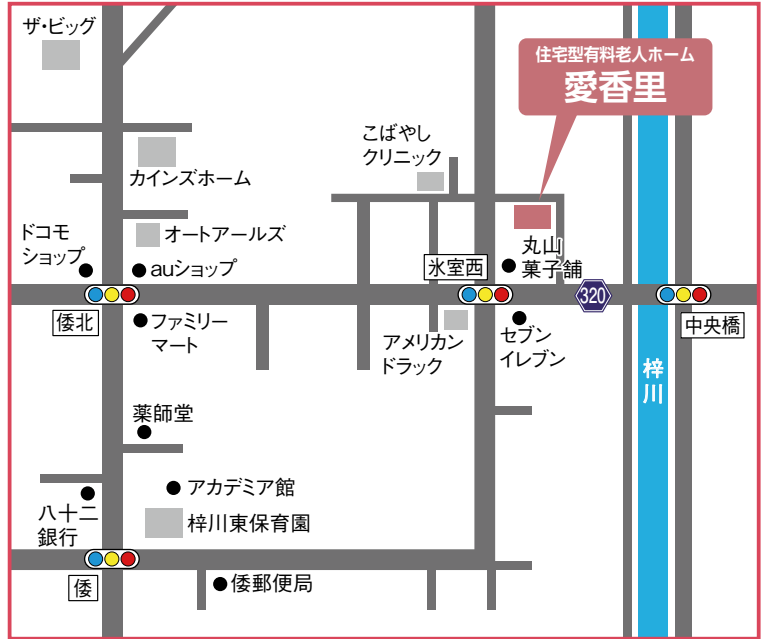 ザ・ビッグ
住宅型有料老人ホーム
愛香里
こばやし
クリニック
カインズホーム
ドコモ
ショップ
オートアールズ
auショップ
氷室西
丸山
菓子舗
320
倭北
ファミリー
マート
アメリカン
ドラック
セブン
イレブン
中央橋
梓川
薬師堂
アカデミア館
八十二
銀行
梓川東保育園
倭
倭郵便局